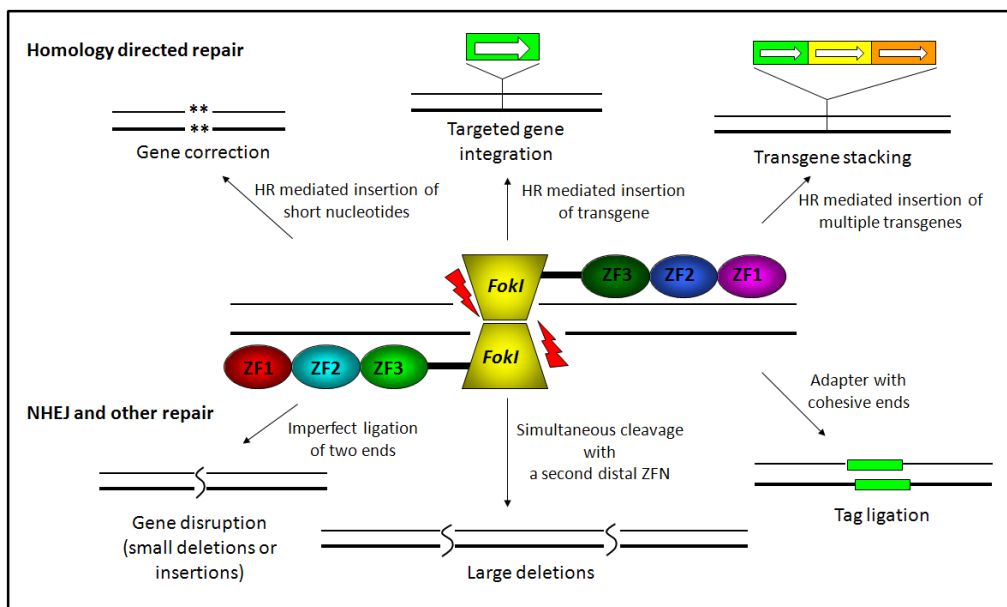 Homology directed repair
**
**
Gene correction
Targeted gene
integration
Transgene stacking
HR mediated insertion of
short nucleotides
HR mediated insertion
of transgene
HR mediated insertion of
multiple transgenes
FokI
ZF3
ZF2
ZF1
FokI
ZF1
ZF2
ZF3
NHEJ and other repair
Imperfect ligation
of two ends
Simultaneous cleavage
with
a second distal ZFN
Adapter with
cohesive ends
Gene disruption
(small deletions or
insertions)
Large deletions
Tag ligation